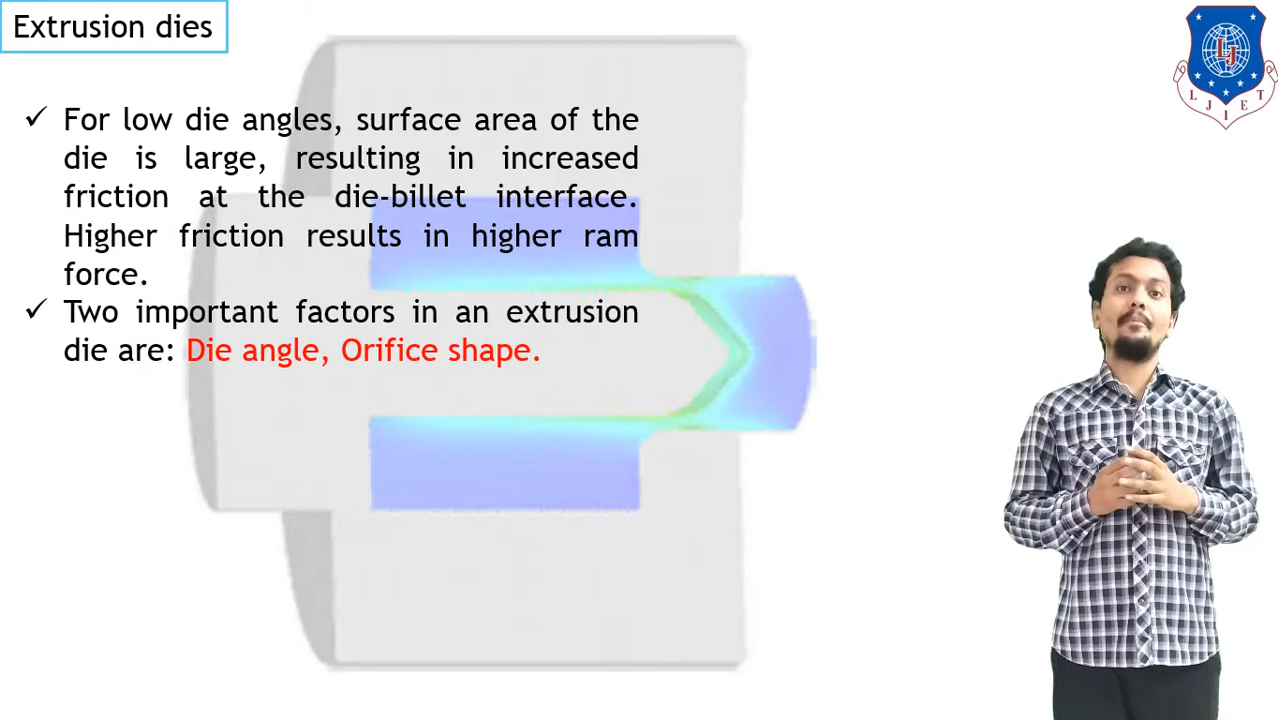 Extrusion dies
✓ For low die angles, surface area of the
die is large, resulting in increased
friction at the die-billet interface.
Higher friction results in higher ram
force.
✓ Two important factors in an extrusion
die are: Die angle, Orifice shape.
LJ
L J I E T